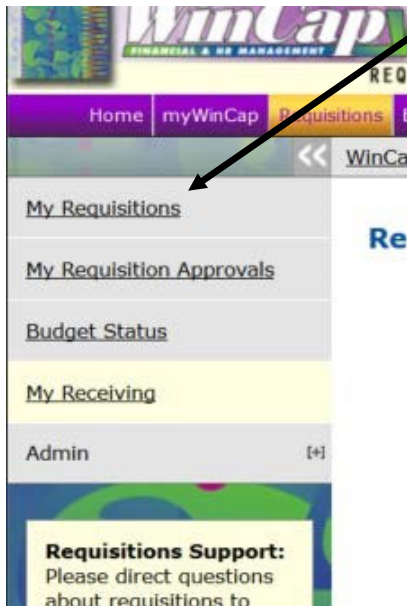 WinCap
FINANCIAL & HR MANAGEMENT
REQ
Home myWinCap Requisitions
<< WinCa
My Requisitions
Re
My Requisition Approvals
Budget Status
My Receiving
Admin [+]
Requisitions Support:
Please direct questions
about requisitions to